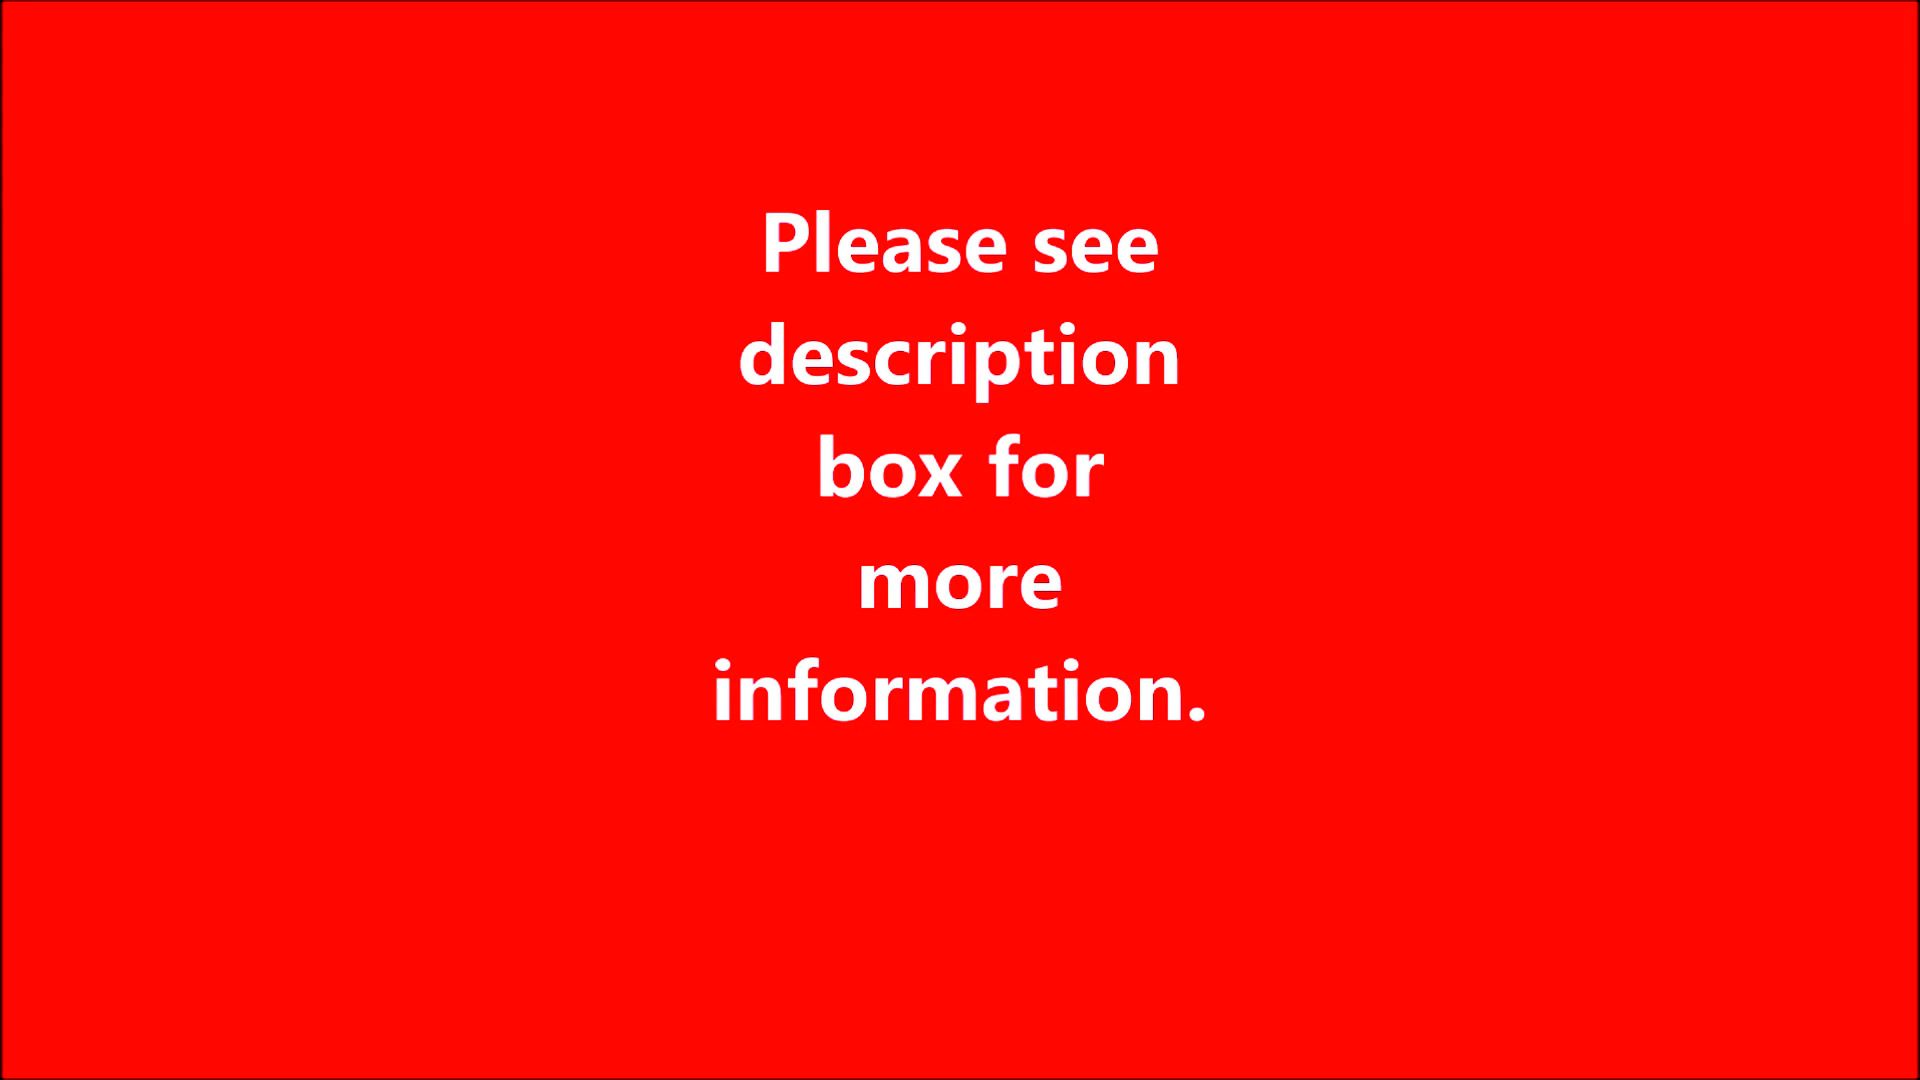 Please see
description
box for
more
information.